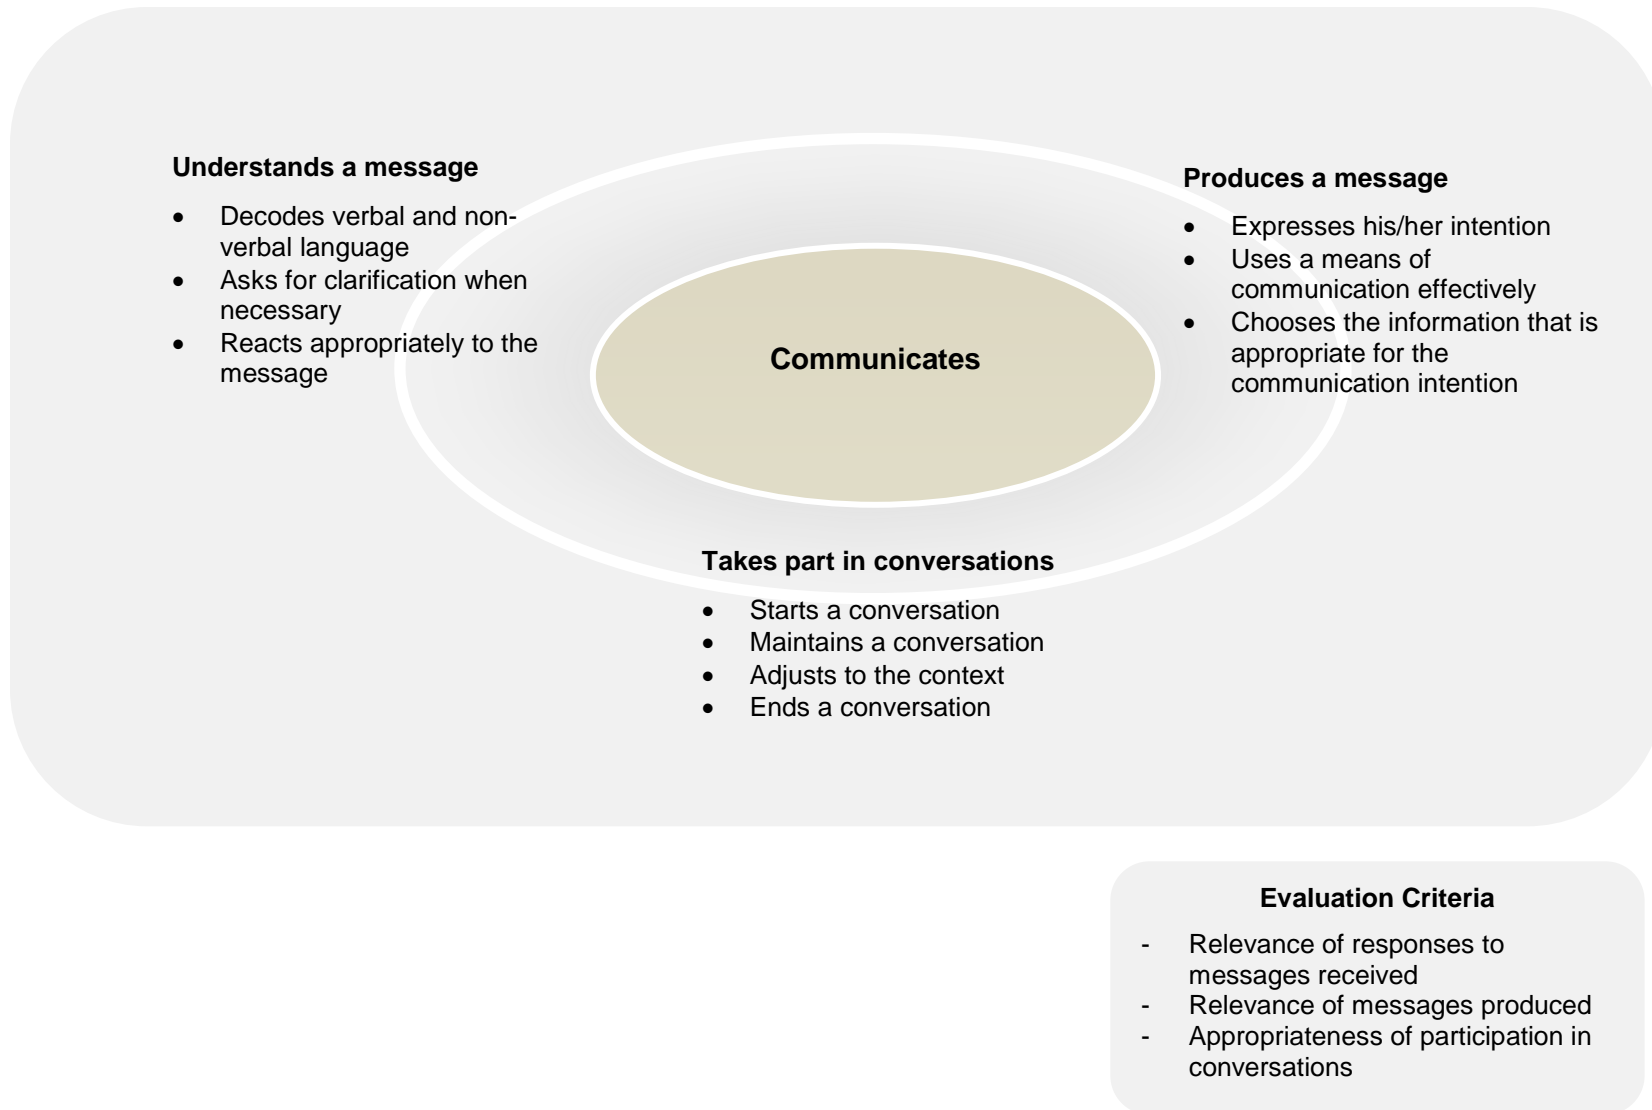 Understands a message
• Decodes verbal and non-
verbal language
• Asks for clarification when
necessary
• Reacts appropriately to the
message
Produces a message
• Expresses his/her intention
• Uses a means of
communication effectively
• Chooses the information that is
appropriate for the
communication intention
Communicates
Takes part in conversations
• Starts a conversation
• Maintains a conversation
• Adjusts to the context
• Ends a conversation
Evaluation Criteria
- Relevance of responses to
messages received
- Relevance of messages produced
- Appropriateness of participation in
conversations